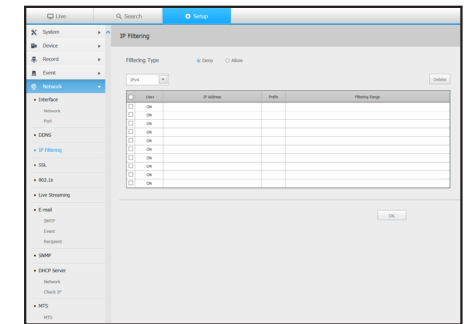 Live
Search
Setup
System
Device
Record
Event
Network
Interface
Network
Port
DDNS
IP Filtering
SSL
802.1x
Live Streaming
E-mail
SMTP
Event
Recipient
SNMP
DHCP Server
Network
Check IP
MTS
MTS
IP Filtering
Filtering Type
Deny
Allow
IPv4
Delete
Users IP Address Prefix Filtering Range
ON
ON
ON
ON
ON
ON
ON
ON
ON
ON
OK